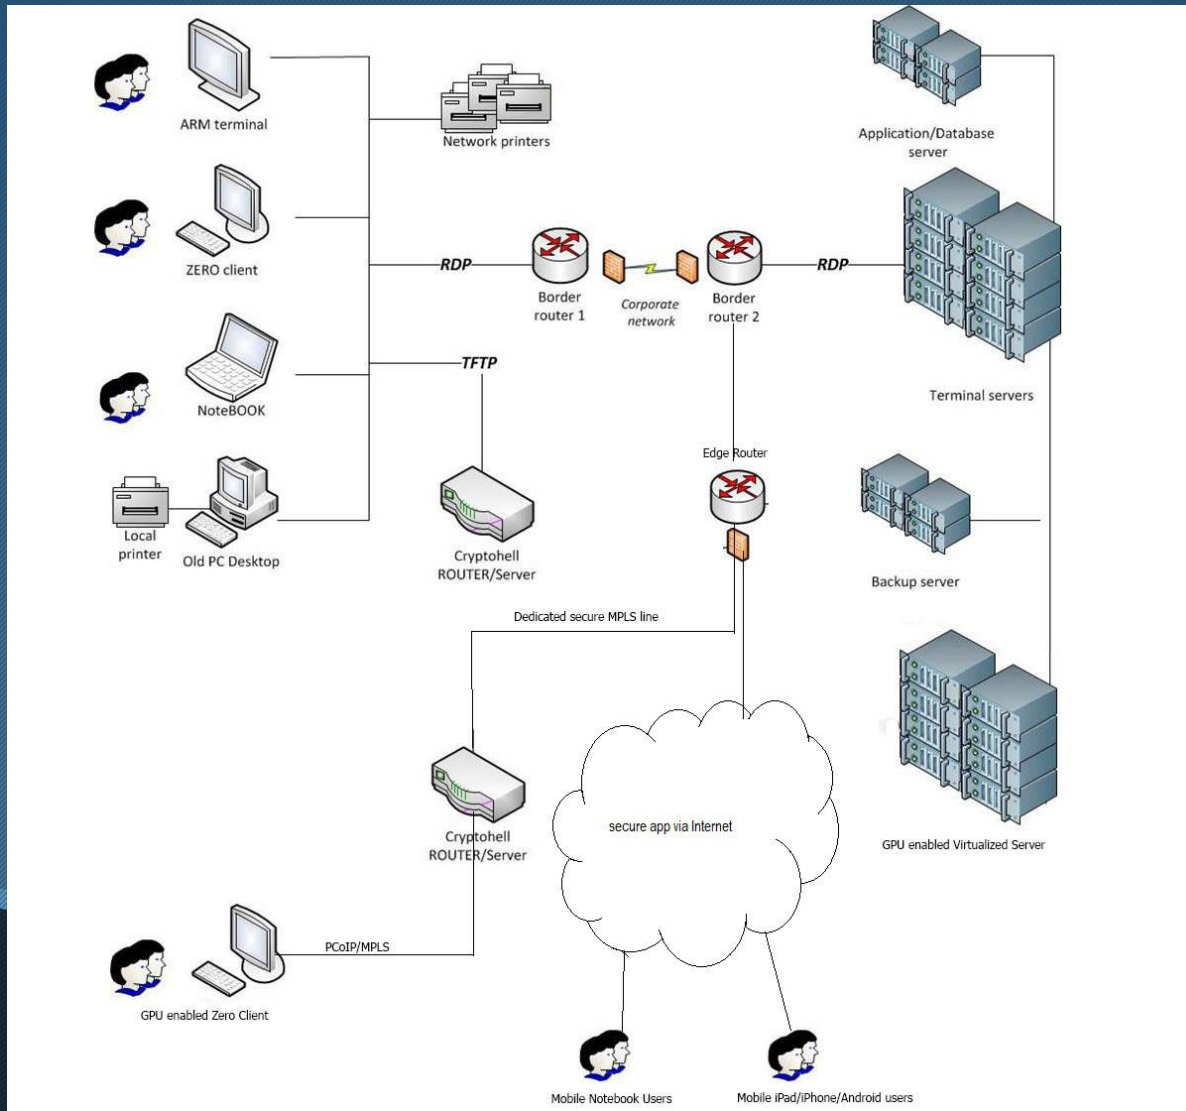 ARM terminal
Network printers
Application/Database
server
ZERO client
RDP
Border
router 1
Corporate
network
Border
router 2
RDP
Terminal servers
NoteBOOK
TFTP
Edge Router
Local
printer
Old PC Desktop
Cryptohell
ROUTER/Server
Backup server
Dedicated secure MPLS line
Cryptohell
ROUTER/Server
secure app via Internet
GPU enabled Virtualized Server
PCoIP/MPLS
GPU enabled Zero Client
Mobile Notebook Users
Mobile iPad/iPhone/Android users